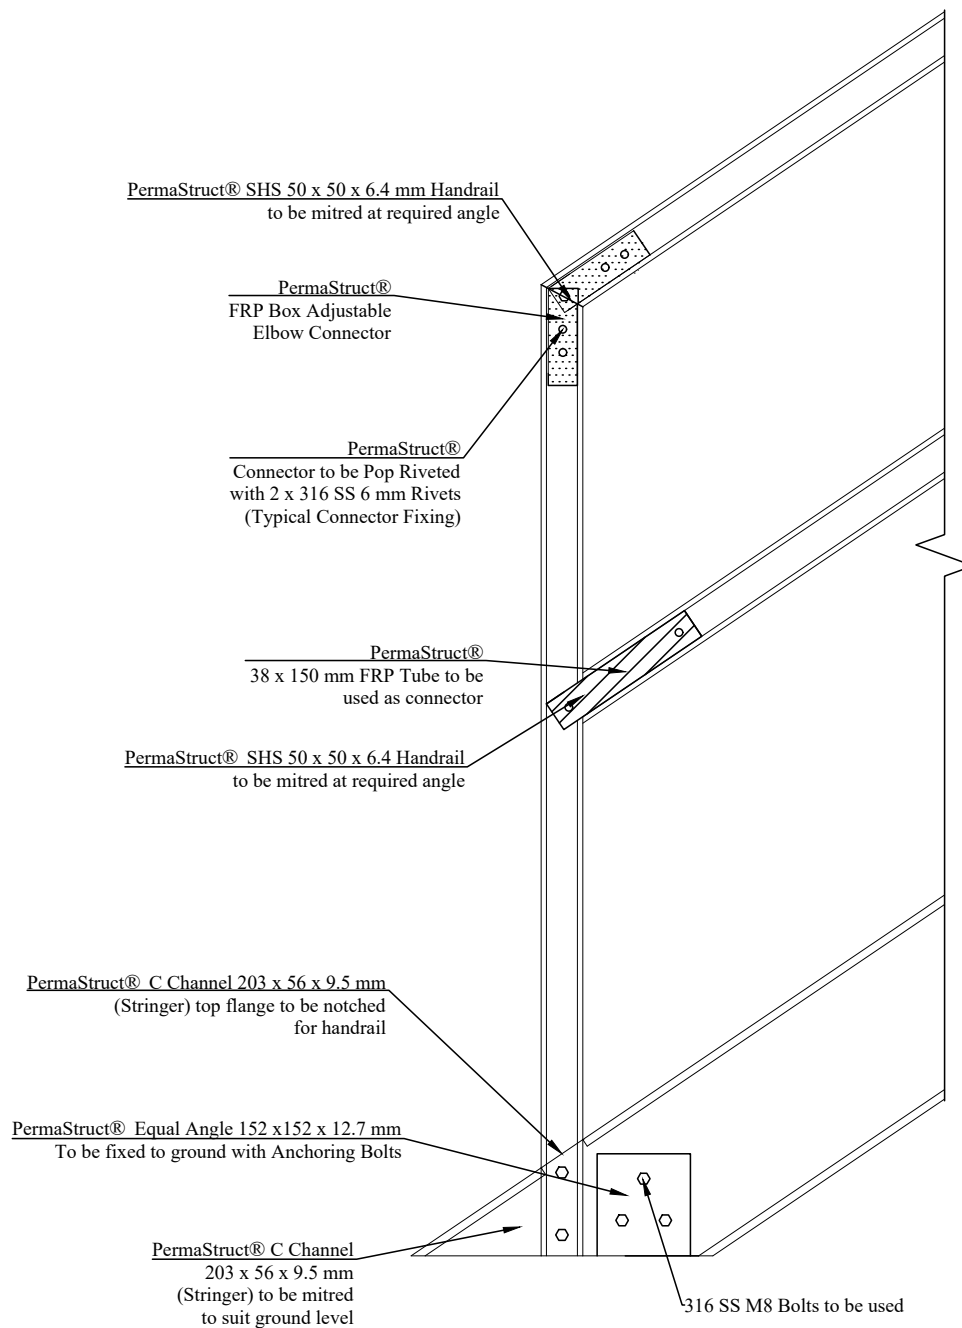 PermaStruct® SHS 50 x 50 x 6.4 mm Handrail
to be mitred at required angle
PermaStruct®
FRP Box Adjustable
Elbow Connector
PermaStruct®
Connector to be Pop Riveted
with 2 x 316 SS 6 mm Rivets
(Typical Connector Fixing)
PermaStruct®
38 x 150 mm FRP Tube to be
used as connector
PermaStruct® SHS 50 x 50 x 6.4 Handrail
to be mitred at required angle
PermaStruct® C Channel 203 x 56 x 9.5 mm
(Stringer) top flange to be notched
for handrail
PermaStruct® Equal Angle 152 x152 x 12.7 mm
To be fixed to ground with Anchoring Bolts
PermaStruct® C Channel
203 x 56 x 9.5 mm
(Stringer) to be mitred
to suit ground level
316 SS M8 Bolts to be used